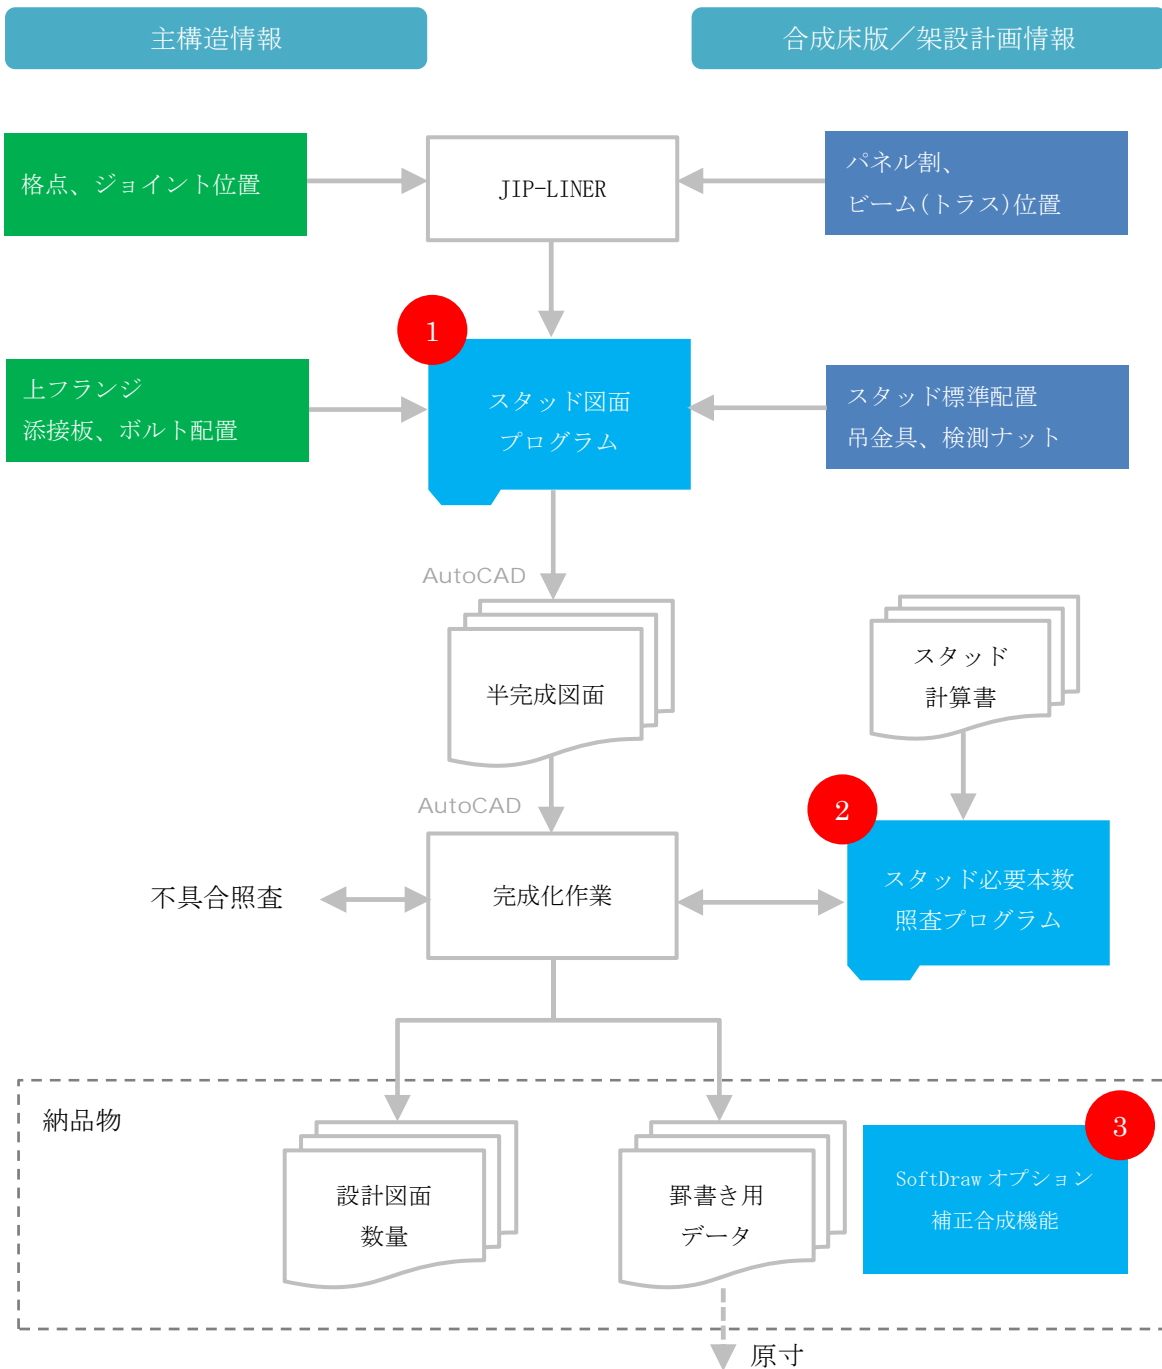 主構造情報
合成床版／架設計画情報
格点、ジョイント位置
JIP-LINER
パネル割、
ビーム(トラス)位置
1
上フランジ
添接板、ボルト配置
スタッド図面
プログラム
スタッド標準配置
吊金具、検測ナット
AutoCAD
半完成図面
スタッド
計算書
AutoCAD
2
不具合照査
完成化作業
スタッド必要本数
照査プログラム
納品物
3
設計図面
数量
罫書き用
データ
SoftDraw オプション
補正合成機能
原寸